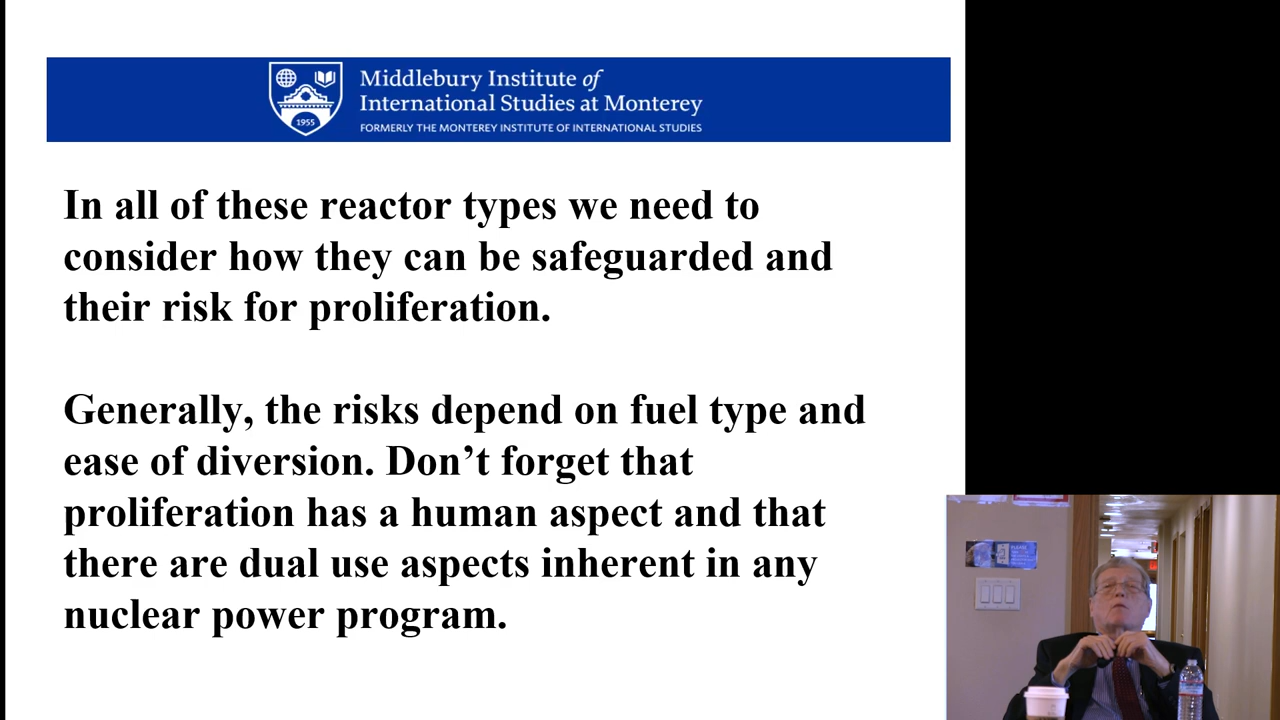 Middlebury Institute of
International Studies at Monterey
FORMERLY THE MONTEREY INSTITUTE OF INTERNATIONAL STUDIES
1955
In all of these reactor types we need to
consider how they can be safeguarded and
their risk for proliferation.
Generally, the risks depend on fuel type and
ease of diversion. Don’t forget that
proliferation has a human aspect and that
there are dual use aspects inherent in any
nuclear power program.